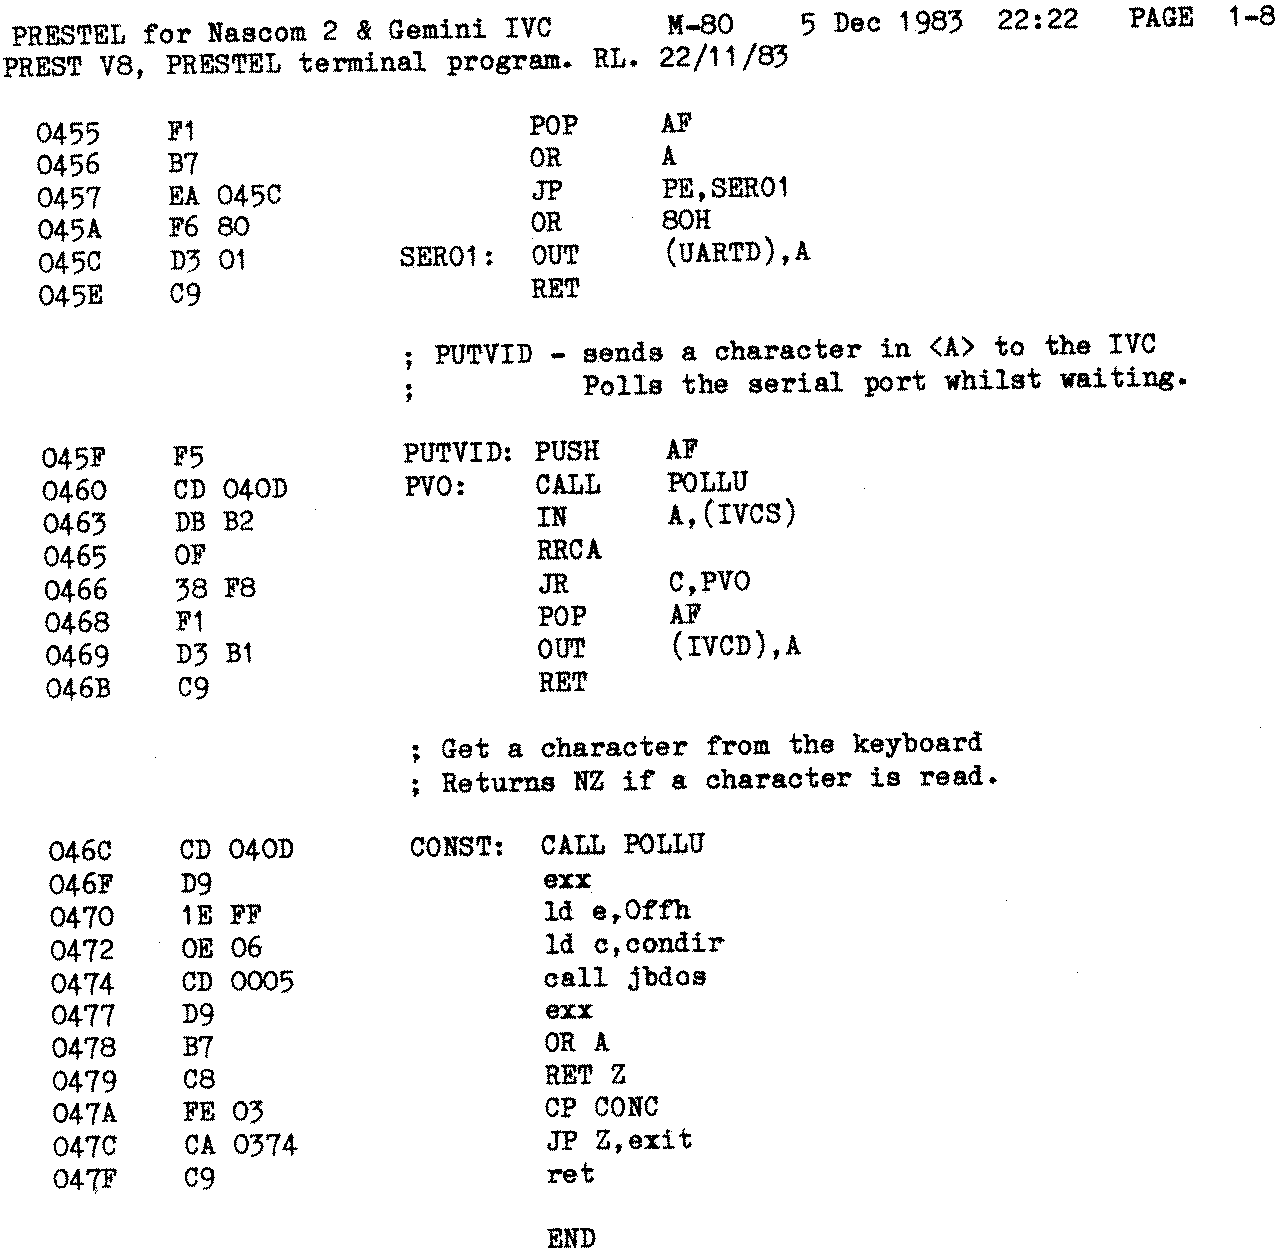 PRESTEL for Nascom 2 & Gemini IVC M-80 5 Dec 1983 22:22 PAGE 1-8
PREST V8, PRESTEL terminal program. RL. 22/11/83
0455 F1 POP AF
0456 B7 OR A
0457 EA 045C JP PE,SER01
045A F6 80 OR 80H
045C D3 01 SER01: OUT (UARTD),A
045E C9 RET
; PUTVID - sends a character in <A> to the IVC
; Polls the serial port whilst waiting.
045F F5 PUTVID: PUSH AF
0460 CD 040D PV0: CALL POLLU
0463 DB B2 IN A,(IVCS)
0465 0F RRCA
0466 38 F8 JR C,PV0
0468 F1 POP AF
0469 D3 B1 OUT (IVCD),A
046B C9 RET
; Get a character from the keyboard
; Returns NZ if a character is read.
046C CD 040D CONST: CALL POLLU
046F D9 exx
0470 1E FF ld e,0ffh
0472 0E 06 ld c,condir
0474 CD 0005 call jbdos
0477 D9 exx
0478 B7 OR A
0479 C8 RET Z
047A FE 03 CP CONC
047C CA 0374 JP Z,exit
047F C9 ret
END